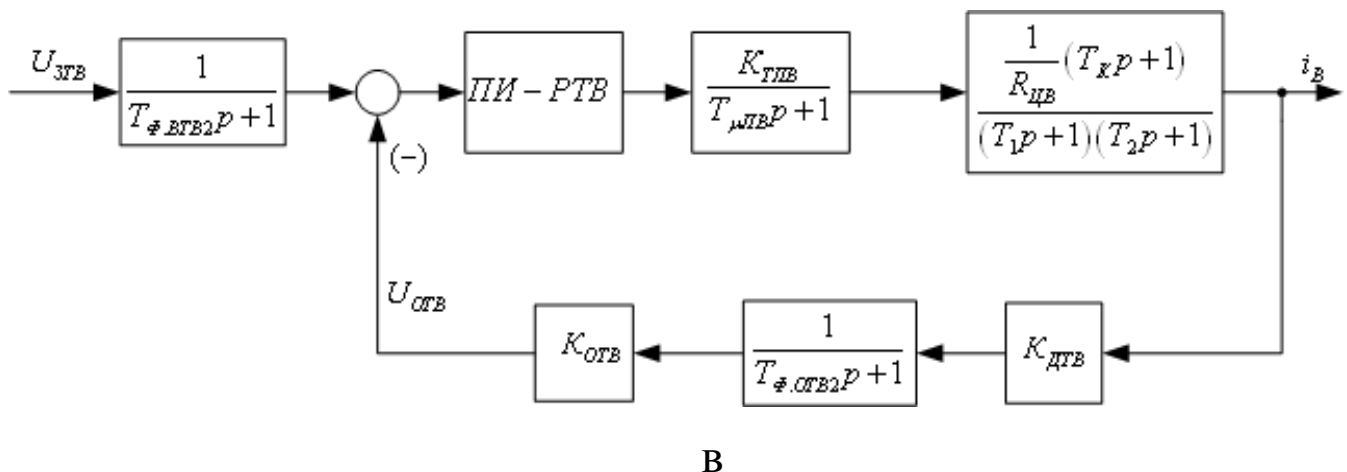 U_ЗТВ
1
T_Ф.ВТВ2 p + 1
(−)
ПИ − РТВ
K_ТПВ
T_μПВ p + 1
1
R_ЦВ (T_K p + 1)
(T_1 p + 1)(T_2 p + 1)
i_B
U_ОТВ
K_ОТВ
1
T_Ф.ОТВ2 p + 1
K_ДТВ
В